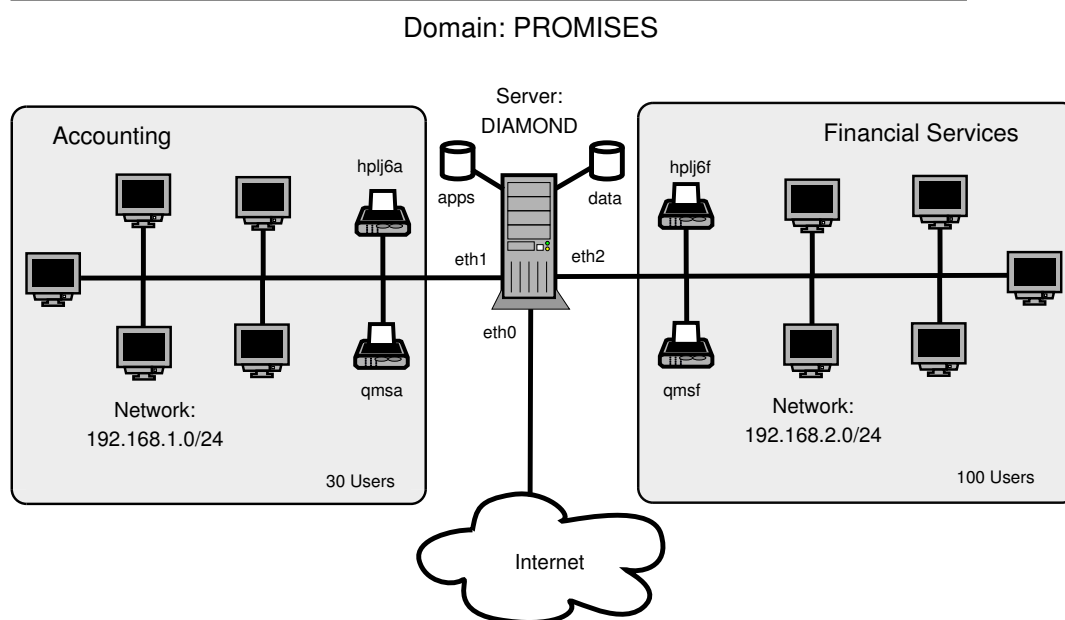 Domain: PROMISES
Server:
DIAMOND
Accounting
Financial Services
hplj6a
apps
data
hplj6f
eth1
eth2
eth0
qmsa
qmsf
Network:
192.168.1.0/24
Network:
192.168.2.0/24
30 Users
100 Users
Internet